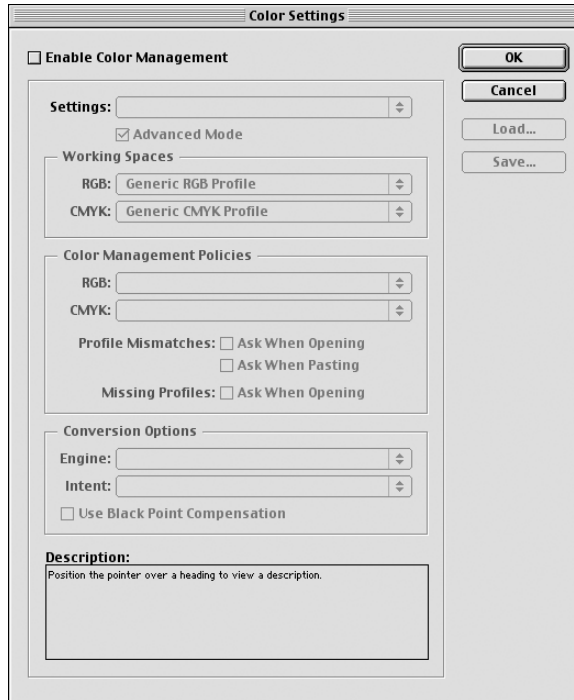 Color Settings
Enable Color Management
OK
Cancel
Load...
Save...
Settings:
Advanced Mode
Working Spaces
RGB: Generic RGB Profile
CMYK: Generic CMYK Profile
Color Management Policies
RGB:
CMYK:
Profile Mismatches: Ask When Opening
Ask When Pasting
Missing Profiles: Ask When Opening
Conversion Options
Engine:
Intent:
Use Black Point Compensation
Description:
Position the pointer over a heading to view a description.